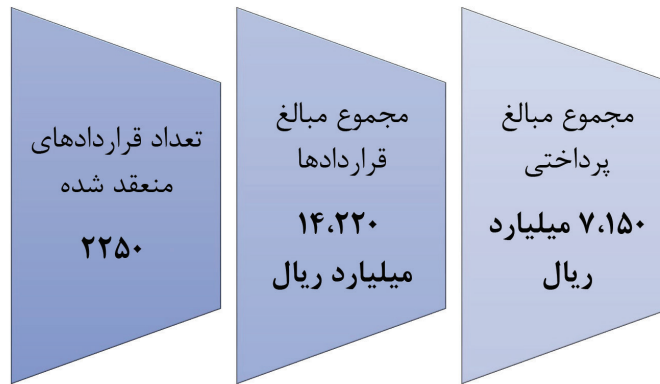 مجموع مبالغ
پرداختی
۷،۱۵۰ میلیارد
ریال
مجموع مبالغ
قراردادها
۱۴،۲۲۰
میلیارد ریال
تعداد قراردادهای
منعقد شده
۲۲۵۰